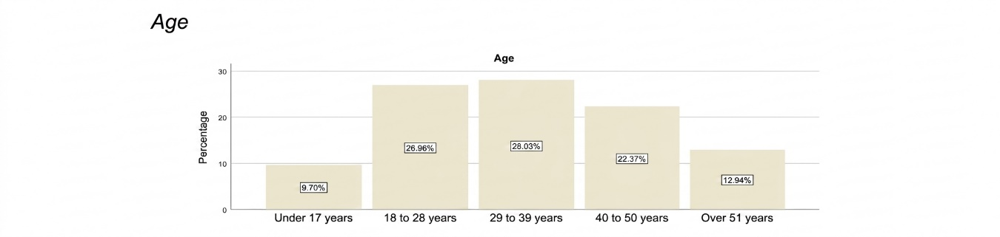 Age
Age
Percentage
30
20
10
0
9.70%
26.96%
28.03%
22.37%
12.94%
Under 17 years
18 to 28 years
29 to 39 years
40 to 50 years
Over 51 years